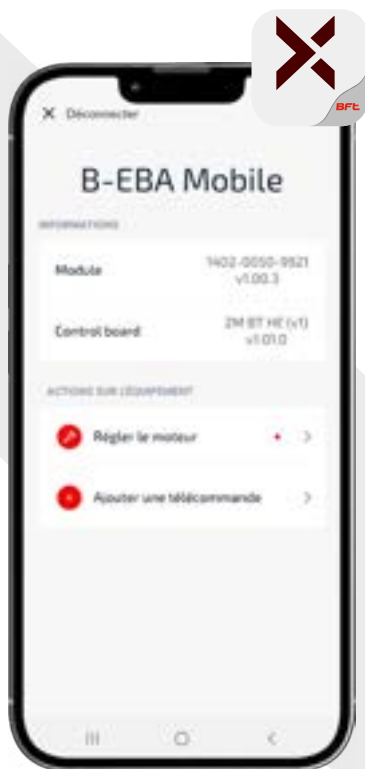 BFT
X Déconnecter
B-EBA Mobile
INFORMATIONS
Module
1402-0050-9821
v1.00.3
Control board
2M BT HE (v1)
v1.01.0
ACTIONS SUR L'ÉQUIPEMENT
Régler le moteur
Ajouter une télécommande